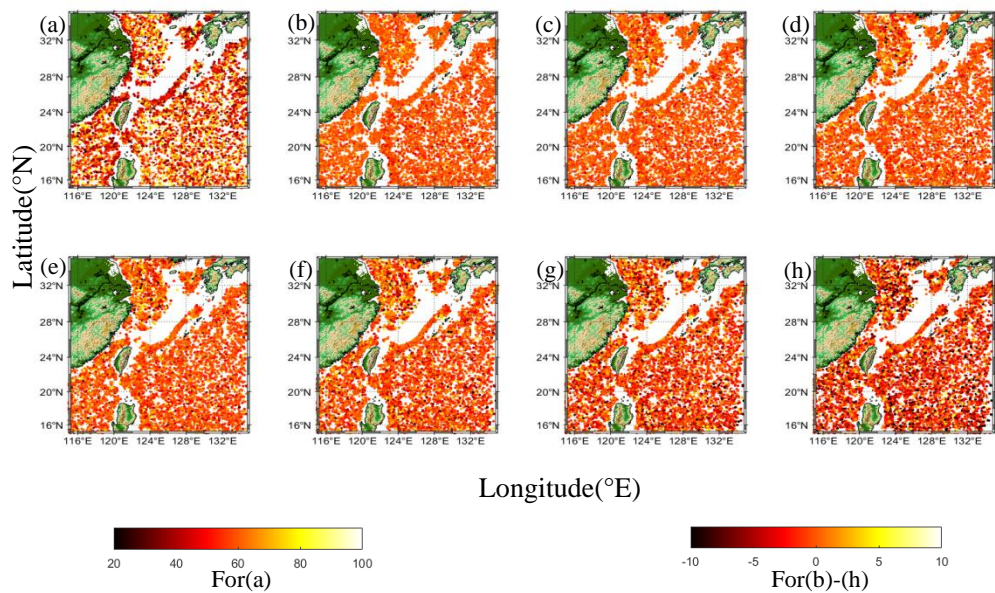 (a) (b) (c) (d)
32°N 32°N 32°N 32°N
28°N 28°N 28°N 28°N
24°N 24°N 24°N 24°N
20°N 20°N 20°N 20°N
16°N 16°N 16°N 16°N
116°E 120°E 124°E 128°E 132°E 116°E 120°E 124°E 128°E 132°E 116°E 120°E 124°E 128°E 132°E 116°E 120°E 124°E 128°E 132°E
Latitude(°N)
(e) (f) (g) (h)
32°N 32°N 32°N 32°N
28°N 28°N 28°N 28°N
24°N 24°N 24°N 24°N
20°N 20°N 20°N 20°N
16°N 16°N 16°N 16°N
116°E 120°E 124°E 128°E 132°E 116°E 120°E 124°E 128°E 132°E 116°E 120°E 124°E 128°E 132°E 116°E 120°E 124°E 128°E 132°E
Longitude(°E)
20 40 60 80 100 -10 -5 0 5 10
For(a) For(b)-(h)